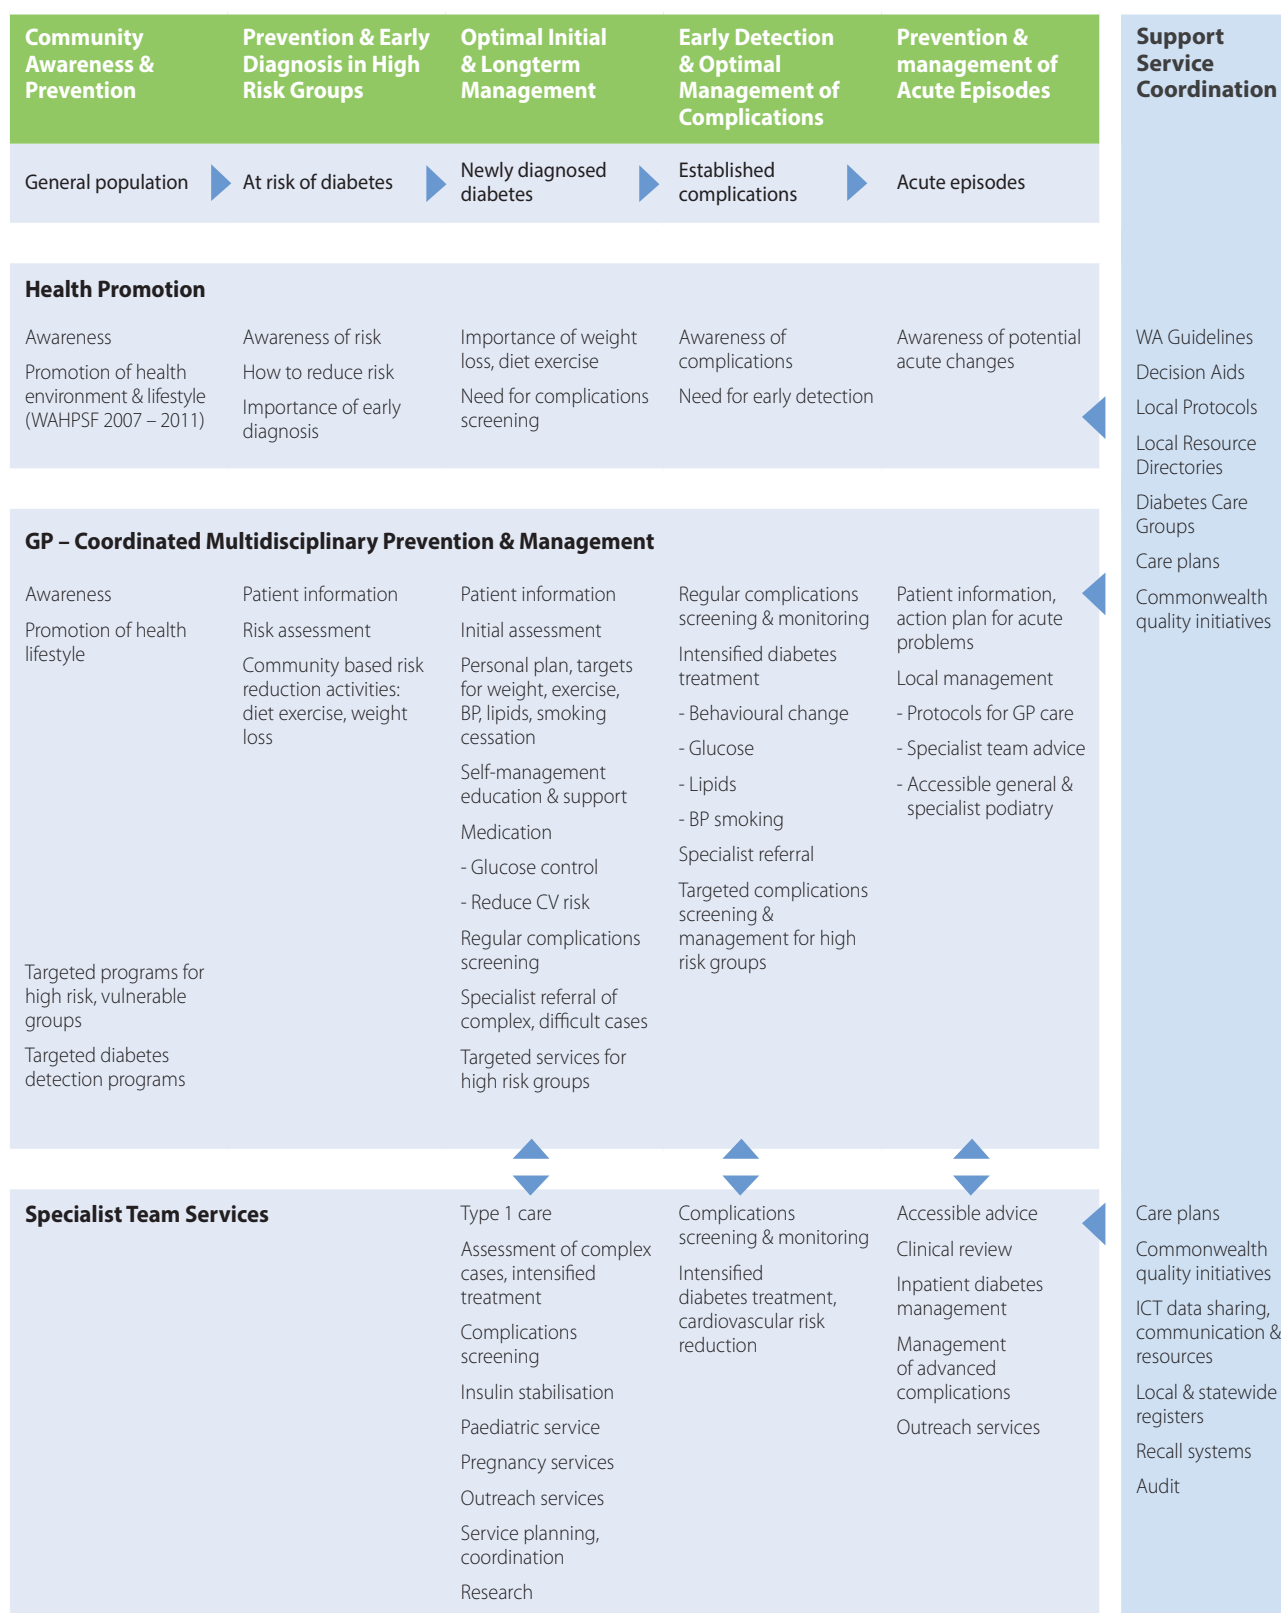 Community
Awareness &
Prevention
Prevention & Early
Diagnosis in High
Risk Groups
Optimal Initial
& Longterm
Management
Early Detection
& Optimal
Management of
Complications
Prevention &
management of
Acute Episodes
Support
Service
Coordination
General population
At risk of diabetes
Newly diagnosed
diabetes
Established
complications
Acute episodes
Health Promotion
Awareness
Promotion of health
environment & lifestyle
(WAHPSF 2007 – 2011)
Awareness of risk
How to reduce risk
Importance of early
diagnosis
Importance of weight
loss, diet exercise
Need for complications
screening
Awareness of
complications
Need for early detection
Awareness of potential
acute changes
WA Guidelines
Decision Aids
Local Protocols
Local Resource
Directories
Diabetes Care
Groups
Care plans
Commonwealth
quality initiatives
GP – Coordinated Multidisciplinary Prevention & Management
Awareness
Promotion of health
lifestyle
Targeted programs for
high risk, vulnerable
groups
Targeted diabetes
detection programs
Patient information
Risk assessment
Community based risk
reduction activities:
diet exercise, weight
loss
Patient information
Initial assessment
Personal plan, targets
for weight, exercise,
BP, lipids, smoking
cessation
Self-management
education & support
Medication
- Glucose control
- Reduce CV risk
Regular complications
screening
Specialist referral of
complex, difficult cases
Targeted services for
high risk groups
Regular complications
screening & monitoring
Intensified diabetes
treatment
- Behavioural change
- Glucose
- Lipids
- BP smoking
Specialist referral
Targeted complications
screening &
management for high
risk groups
Patient information,
action plan for acute
problems
Local management
- Protocols for GP care
- Specialist team advice
- Accessible general &
specialist podiatry
Specialist Team Services
Type 1 care
Assessment of complex
cases, intensified
treatment
Complications
screening
Insulin stabilisation
Paediatric service
Pregnancy services
Outreach services
Service planning,
coordination
Research
Complications
screening & monitoring
Intensified
diabetes treatment,
cardiovascular risk
reduction
Accessible advice
Clinical review
Inpatient diabetes
management
Management
of advanced
complications
Outreach services
Care plans
Commonwealth
quality initiatives
ICT data sharing,
communication &
resources
Local & statewide
registers
Recall systems
Audit